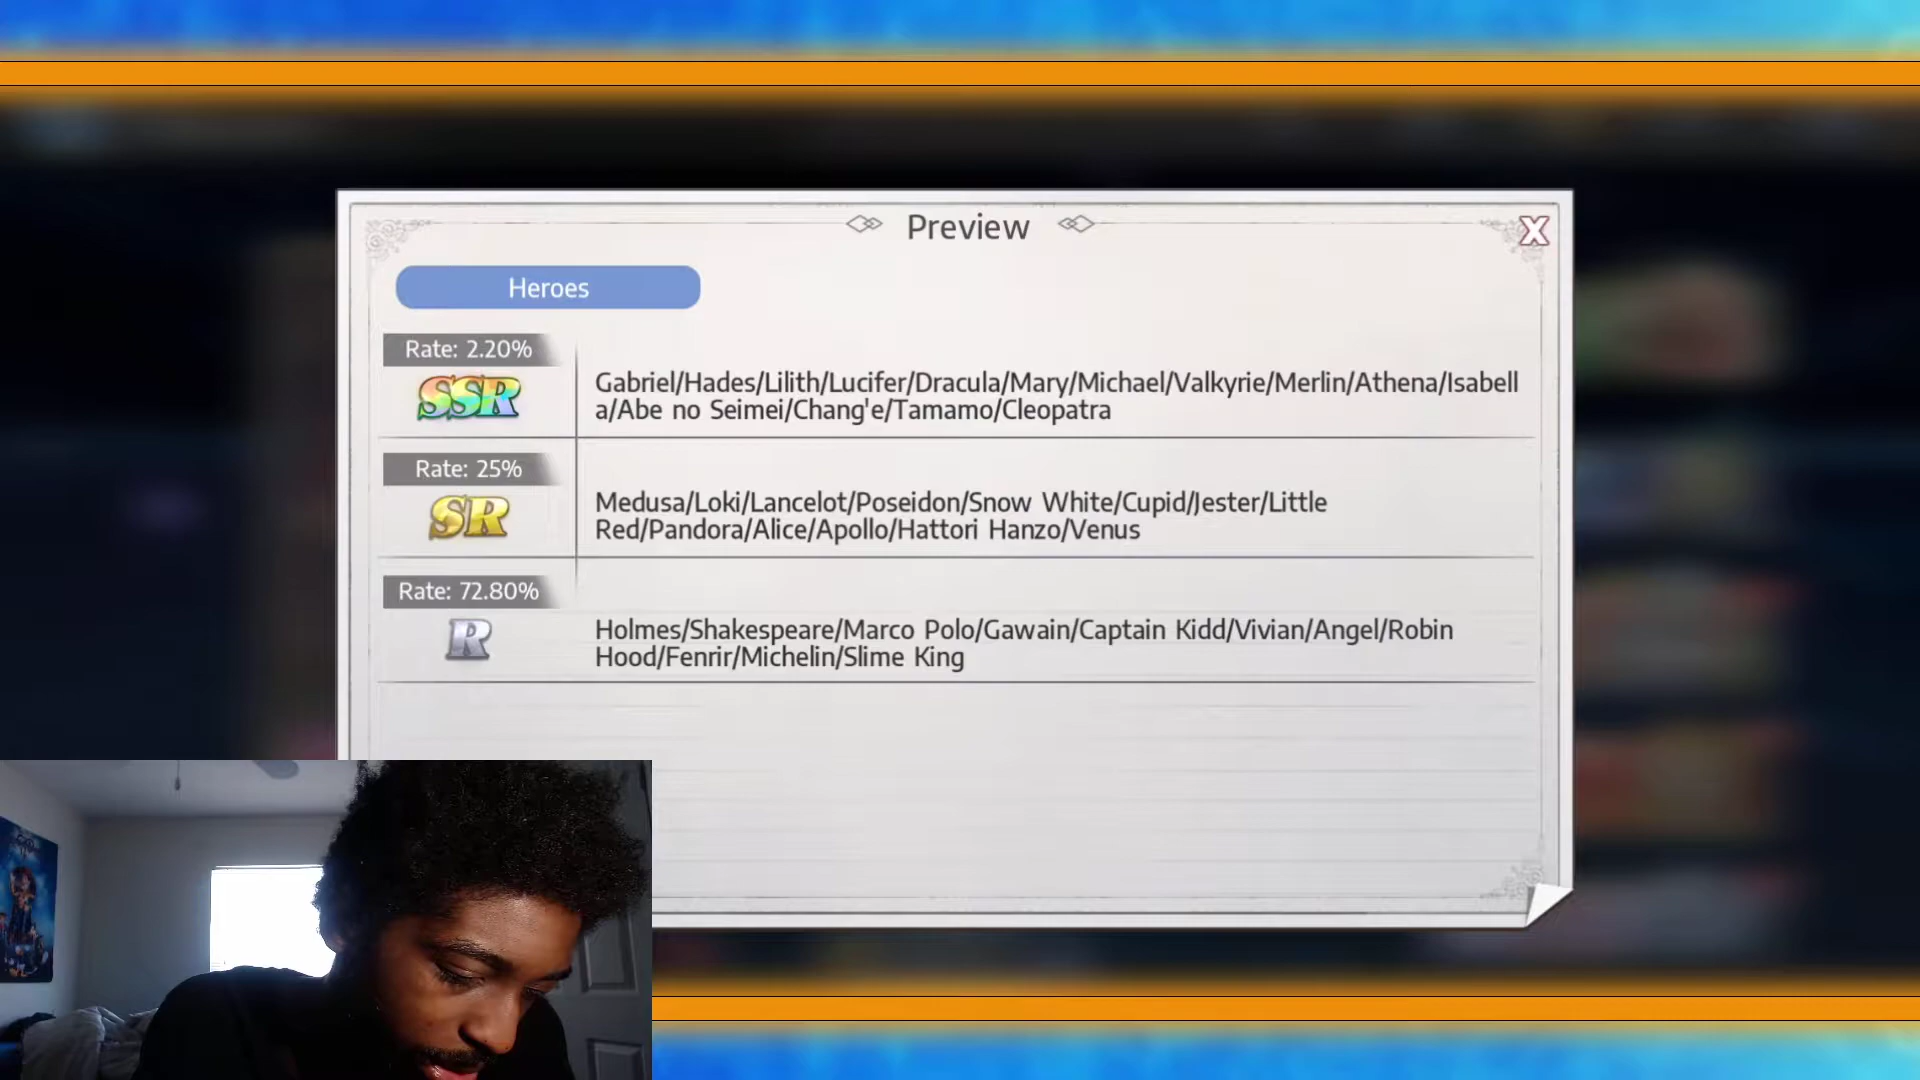 Preview
X
Heroes
Rate: 2.20%
SSR
Gabriel/Hades/Lilith/Lucifer/Dracula/Mary/Michael/Valkyrie/Merlin/Athena/Isabell
a/Abe no Seimei/Chang'e/Tamamo/Cleopatra
Rate: 25%
SR
Medusa/Loki/Lancelot/Poseidon/Snow White/Cupid/Jester/Little
Red/Pandora/Alice/Apollo/Hattori Hanzo/Venus
Rate: 72.80%
R
Holmes/Shakespeare/Marco Polo/Gawain/Captain Kidd/Vivian/Angel/Robin
Hood/Fenrir/Michelin/Slime King